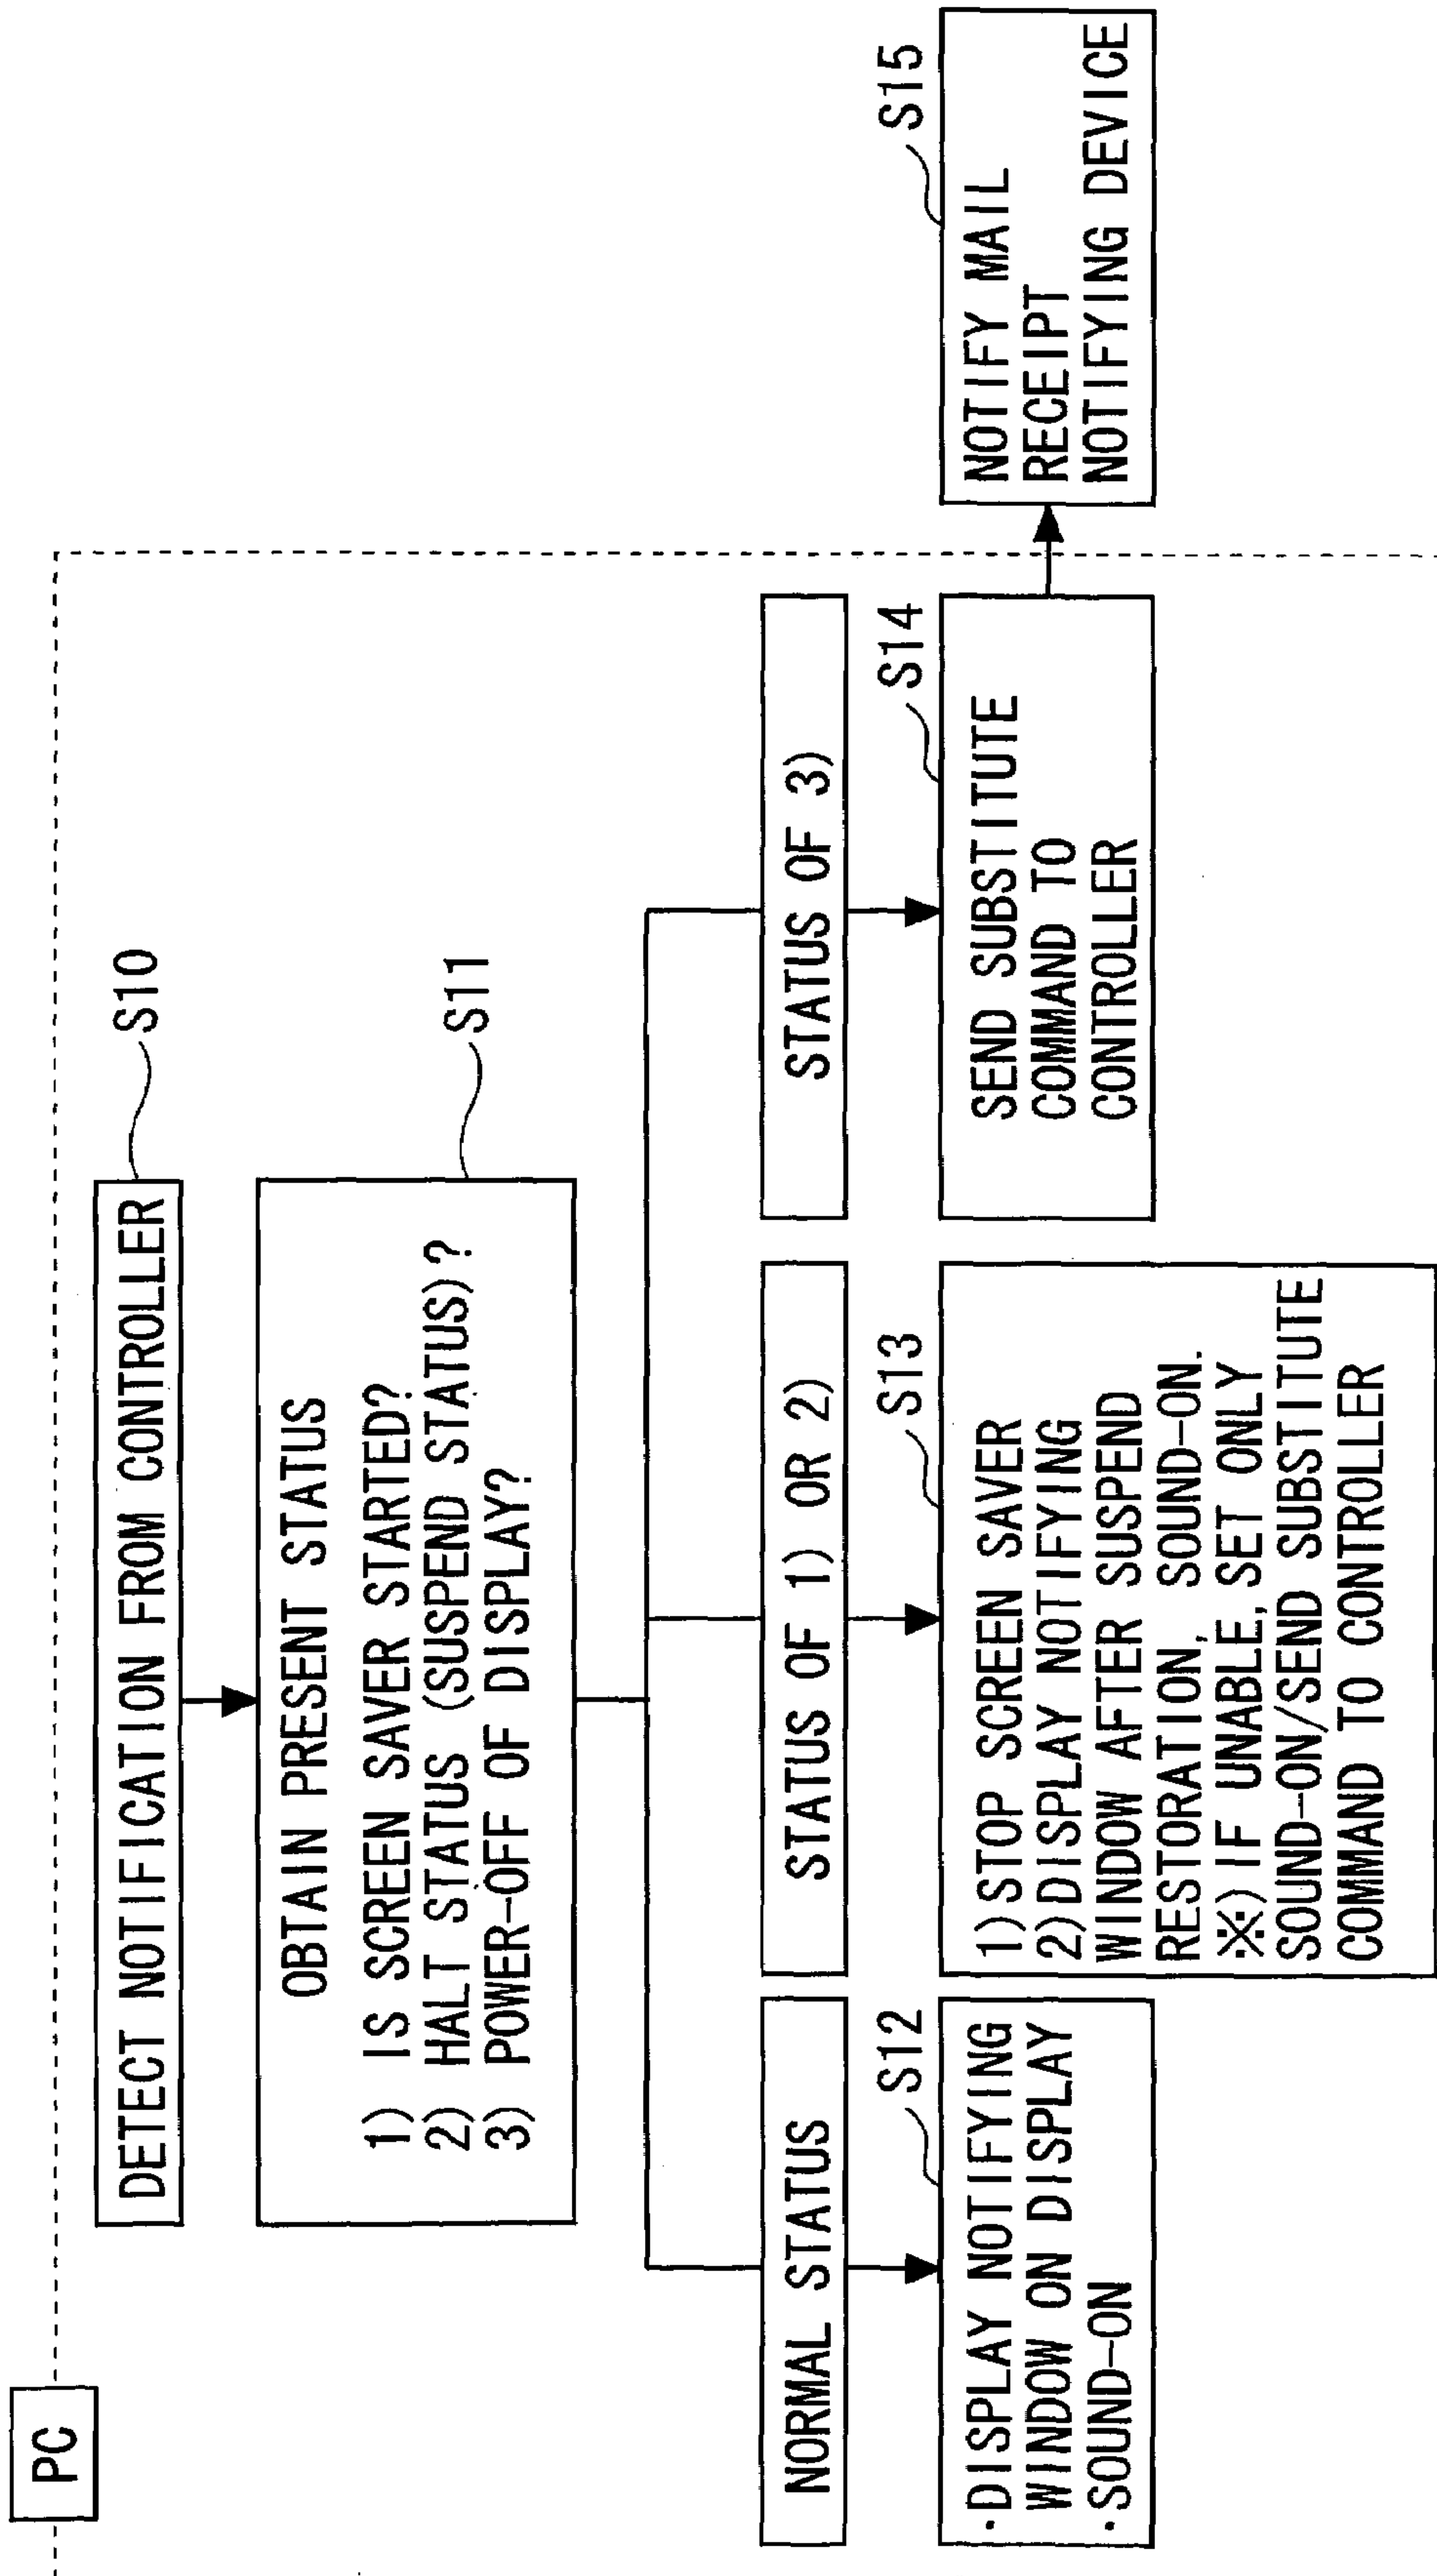 PC
DETECT NOTIFICATION FROM CONTROLLER
S10
OBTAIN PRESENT STATUS
1) IS SCREEN SAVER STARTED?
2) HALT STATUS (SUSPEND STATUS)?
3) POWER-OFF OF DISPLAY?
S11
NORMAL STATUS
STATUS OF 1) OR 2)
STATUS OF 3)
S12
·DISPLAY NOTIFYING
WINDOW ON DISPLAY
·SOUND-ON
S13
1)STOP SCREEN SAVER
2)DISPLAY NOTIFYING
WINDOW AFTER SUSPEND
RESTORATION, SOUND-ON.
※)IF UNABLE,SET ONLY
SOUND-ON/SEND SUBSTITUTE
COMMAND TO CONTROLLER
S14
SEND SUBSTITUTE
COMMAND TO
CONTROLLER
S15
NOTIFY MAIL
RECEIPT
NOTIFYING DEVICE